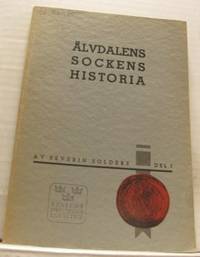 ÄLVDALENS
SOCKENS
HISTORIA
AV SEVERIN SOLDERS DEL I